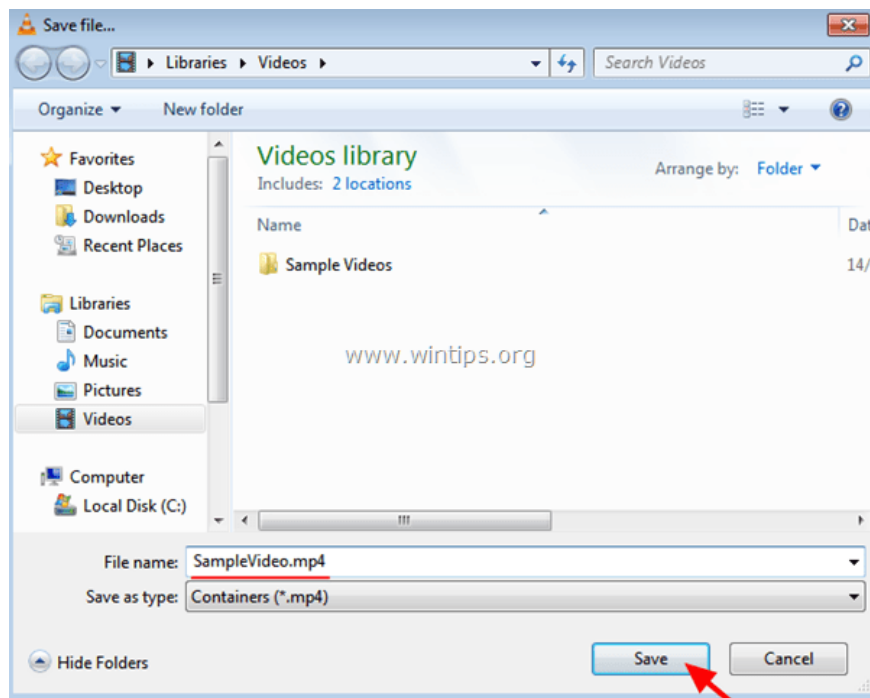 Save file...
Libraries Videos
Search Videos
Organize New folder
Favorites
Desktop
Downloads
Recent Places
Libraries
Documents
Music
Pictures
Videos
Computer
Local Disk (C:)
Videos library
Includes: 2 locations
Arrange by: Folder
Name Dat
Sample Videos 14/
www.wintips.org
File name: SampleVideo.mp4
Save as type: Containers (*.mp4)
Hide Folders
Save
Cancel